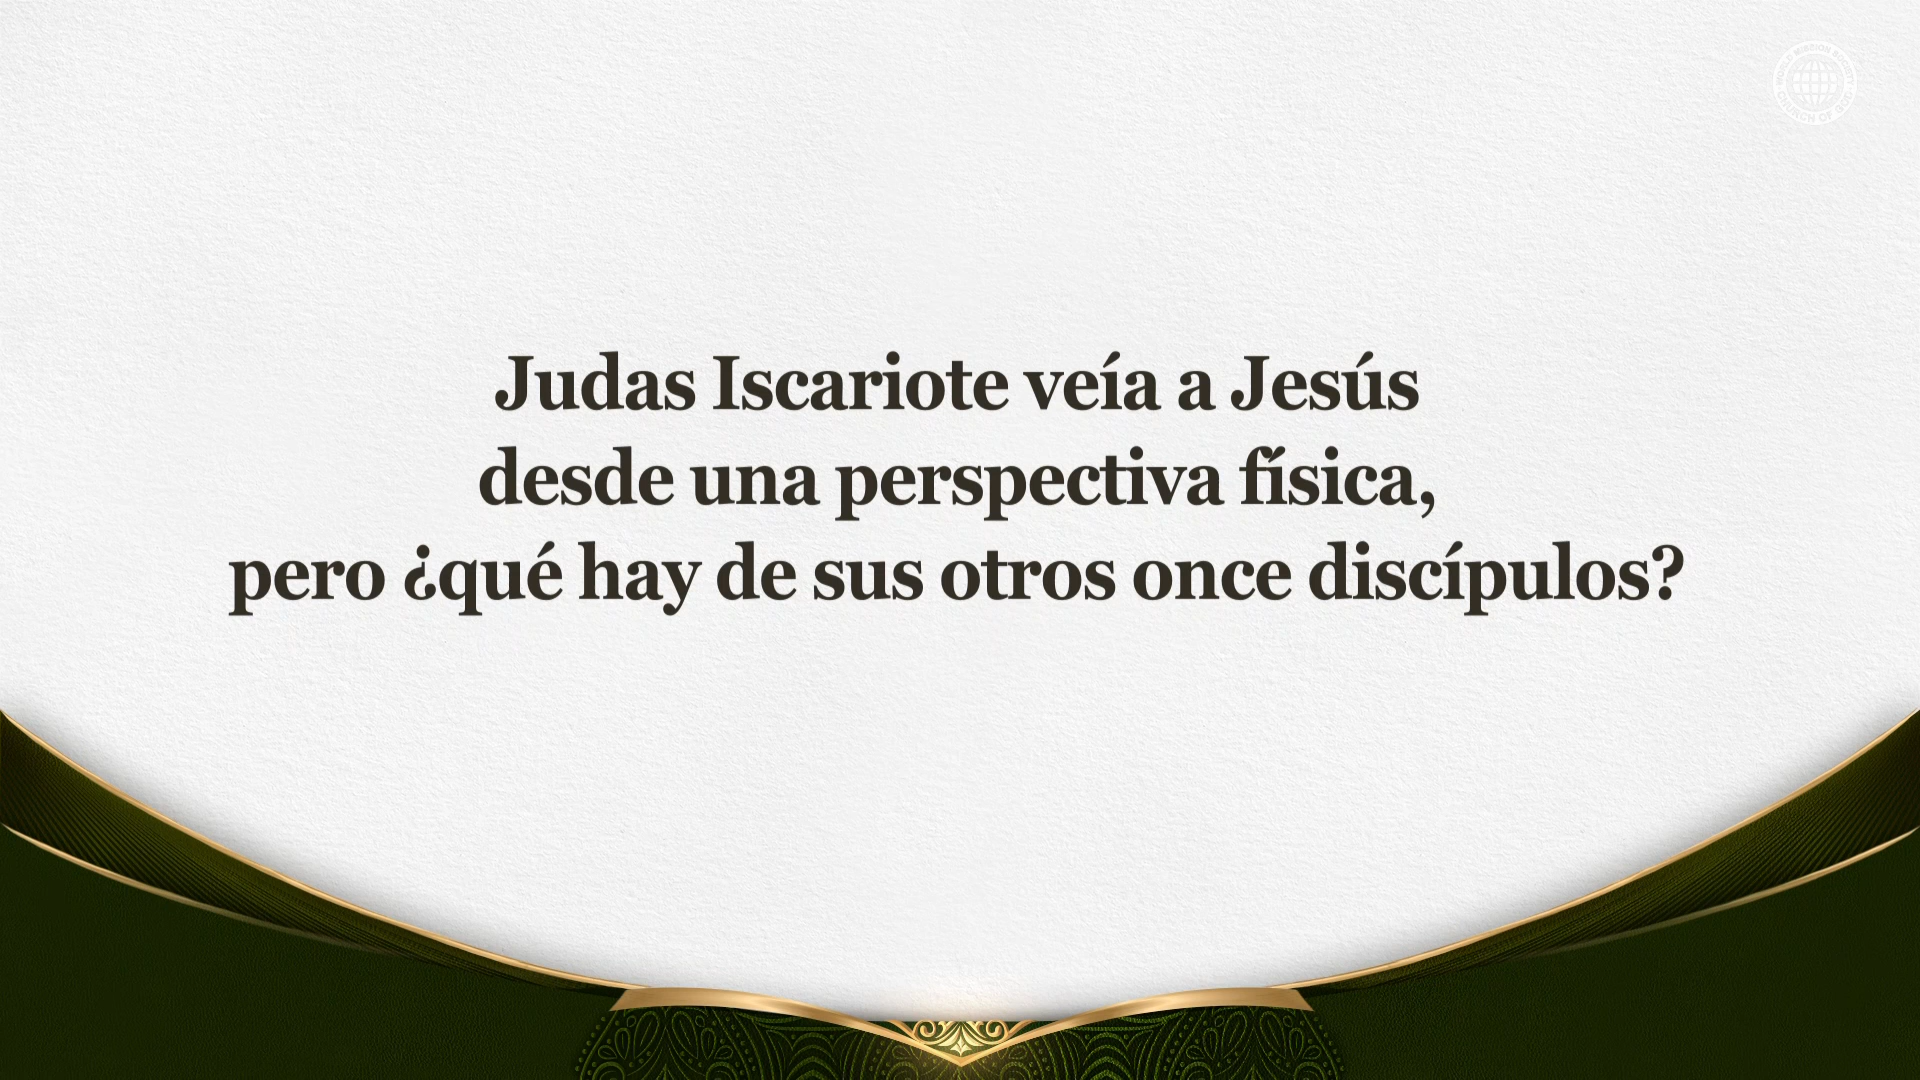 Judas Iscariote veía a Jesús
desde una perspectiva física,
pero ¿qué hay de sus otros once discípulos?